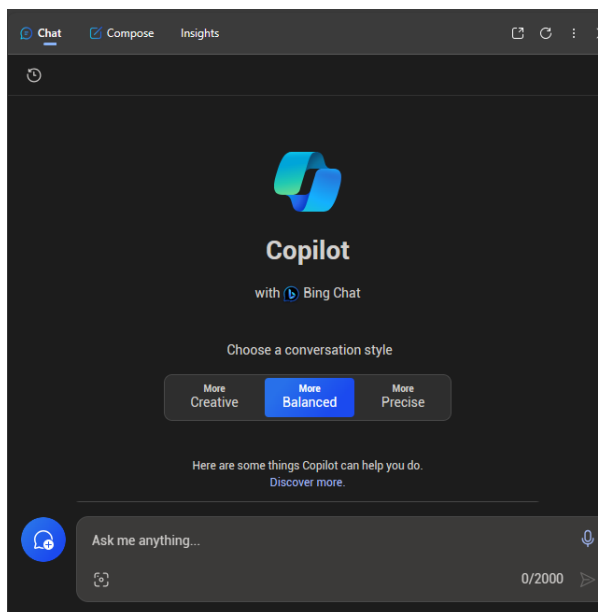 Chat Compose Insights
Copilot
with Bing Chat
Choose a conversation style
More More More
Creative Balanced Precise
Here are some things Copilot can help you do.
Discover more.
Ask me anything...
0/2000